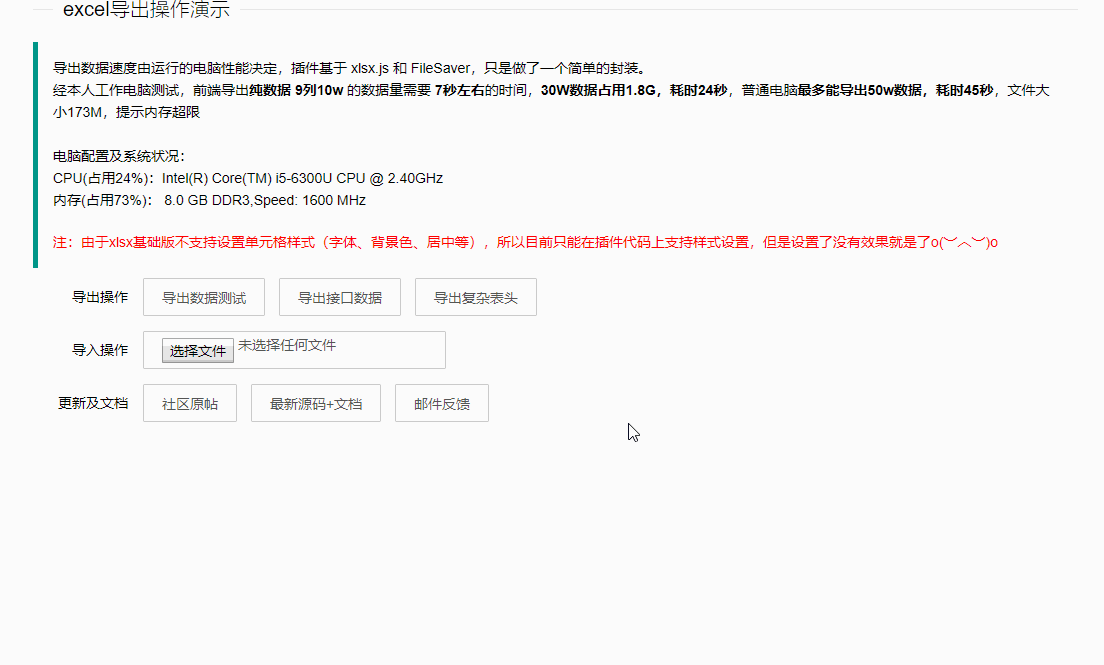 excel导出操作演示
导出数据速度由运行的电脑性能决定，插件基于 xlsx.js 和 FileSaver，只是做了一个简单的封装。
经本人工作电脑测试，前端导出纯数据 9列10w 的数据量需要 7秒左右的时间，30W数据占用1.8G，耗时24秒，普通电脑最多能导出50w数据，耗时45秒，文件大
小173M，提示内存超限
电脑配置及系统状况：
CPU(占用24%)：Intel(R) Core(TM) i5-6300U CPU @ 2.40GHz
内存(占用73%)： 8.0 GB DDR3,Speed: 1600 MHz
注：由于xlsx基础版不支持设置单元格样式（字体、背景色、居中等），所以目前只能在插件代码上支持样式设置，但是设置了没有效果就是了o(︶︿︶)o
导出操作 导出数据测试 导出接口数据 导出复杂表头
导入操作 选择文件 未选择任何文件
更新及文档 社区原帖 最新源码+文档 邮件反馈